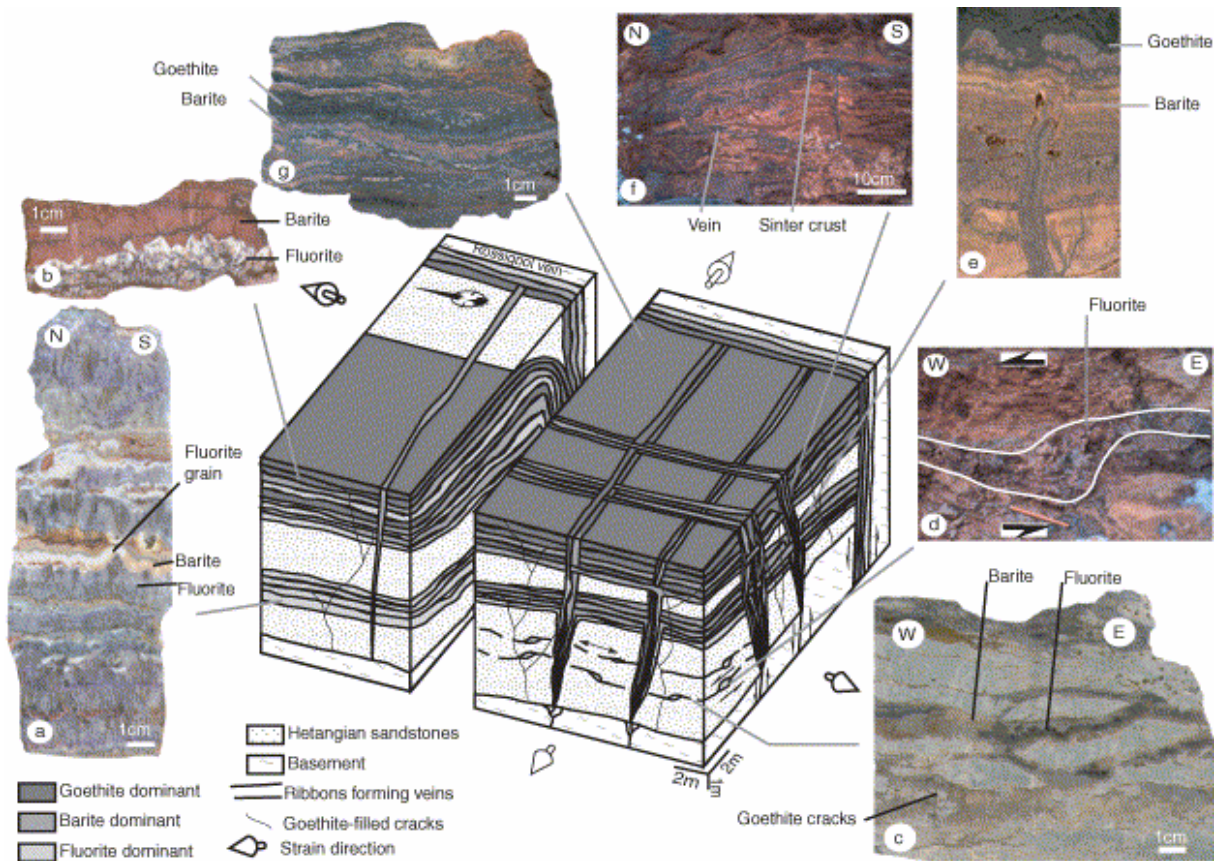 Goethite
Barite
g
1cm
N
S
f
10cm
Vein
Sinter crust
Goethite
Barite
e
1cm
Barite
Fluorite
b
Rossignol vein
N
S
Fluorite
grain
Barite
Fluorite
a
1cm
Fluorite
W
E
d
Barite
Fluorite
W
E
Goethite cracks
c
1cm
2m
2m
1m
Hetangian sandstones
Basement
Ribbons forming veins
Goethite-filled cracks
Strain direction
Goethite dominant
Barite dominant
Fluorite dominant